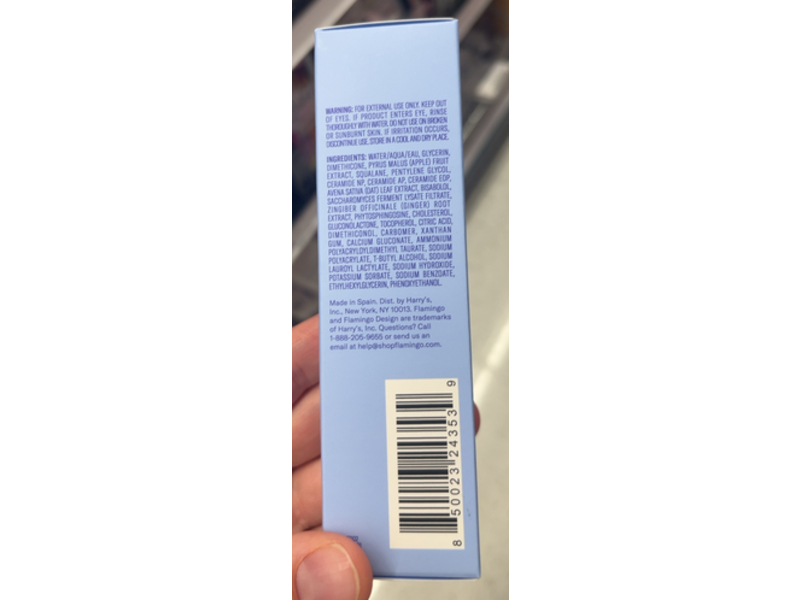 WARNING: FOR EXTERNAL USE ONLY. KEEP OUT
OF EYES. IF PRODUCT ENTERS EYE, RINSE
THOROUGHLY WITH WATER. DO NOT USE ON BROKEN
OR SUNBURNT SKIN. IF IRRITATION OCCURS,
DISCONTINUE USE. STORE IN A COOL AND DRY PLACE.
INGREDIENTS: WATER/AQUA/EAU, GLYCERIN,
DIMETHICONE, PYRUS MALUS (APPLE) FRUIT
EXTRACT, SQUALANE, PENTYLENE GLYCOL,
CERAMIDE NP, CERAMIDE AP, CERAMIDE EOP,
AVENA SATIVA (OAT) LEAF EXTRACT, BISABOLOL,
SACCHAROMYCES FERMENT LYSATE FILTRATE,
ZINGIBER OFFICINALE (GINGER) ROOT
EXTRACT, PHYTOSPHINGOSINE, CHOLESTEROL,
GLUCONOLACTONE, TOCOPHEROL, CITRIC ACID,
DIMETHICONOL, CARBOMER, XANTHAN
GUM, CALCIUM GLUCONATE, AMMONIUM
POLYACRYLOYLDIMETHYL TAURATE, SODIUM
POLYACRYLATE, T-BUTYL ALCOHOL, SODIUM
LAUROYL LACTYLATE, SODIUM HYDROXIDE,
POTASSIUM SORBATE, SODIUM BENZOATE,
ETHYLHEXYLGLYCERIN, PHENOXYETHANOL.
Made in Spain. Dist. by Harry's,
Inc., New York, NY 10013. Flamingo
and Flamingo Design are trademarks
of Harry's, Inc. Questions? Call
1-888-205-9655 or send us an
email at help@shopflamingo.com.
8 50023 24353 9